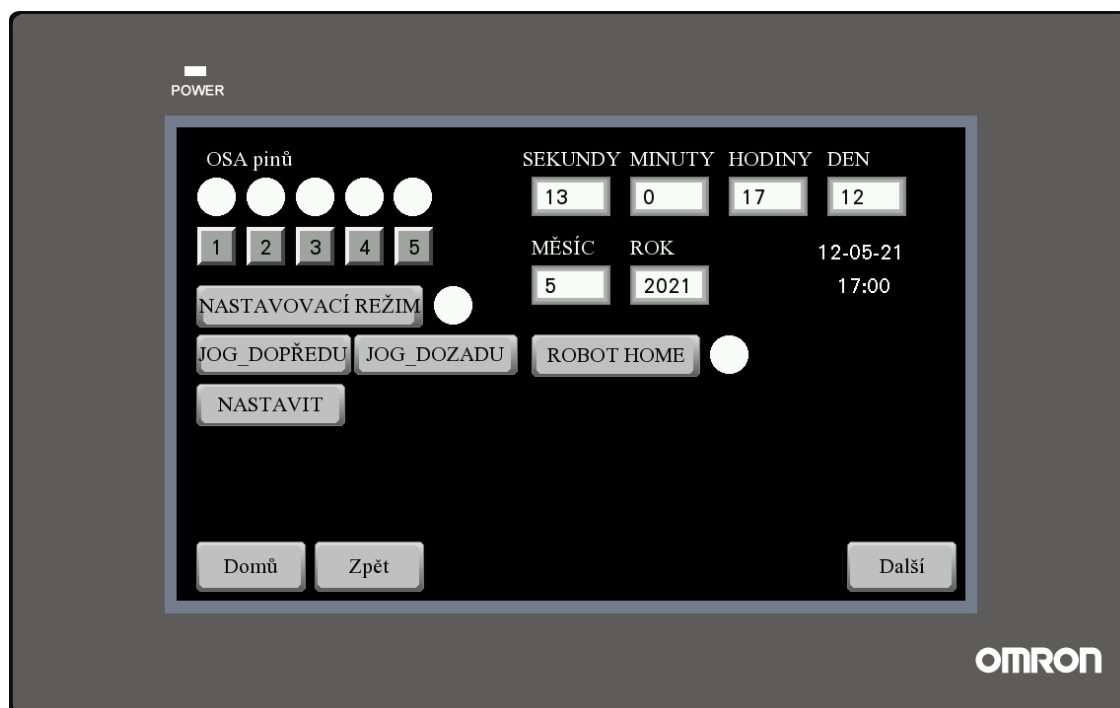 POWER
OSA pinů
SEKUNDY MINUTY HODINY DEN
13 0 17 12
1 2 3 4 5
MĚSÍC ROK
12-05-21
5 2021
17:00
NASTAVOVACÍ REŽIM
JOG_DOPŘEDU JOG_DOZADU ROBOT HOME
NASTAVIT
Domů Zpět Další
OMRON